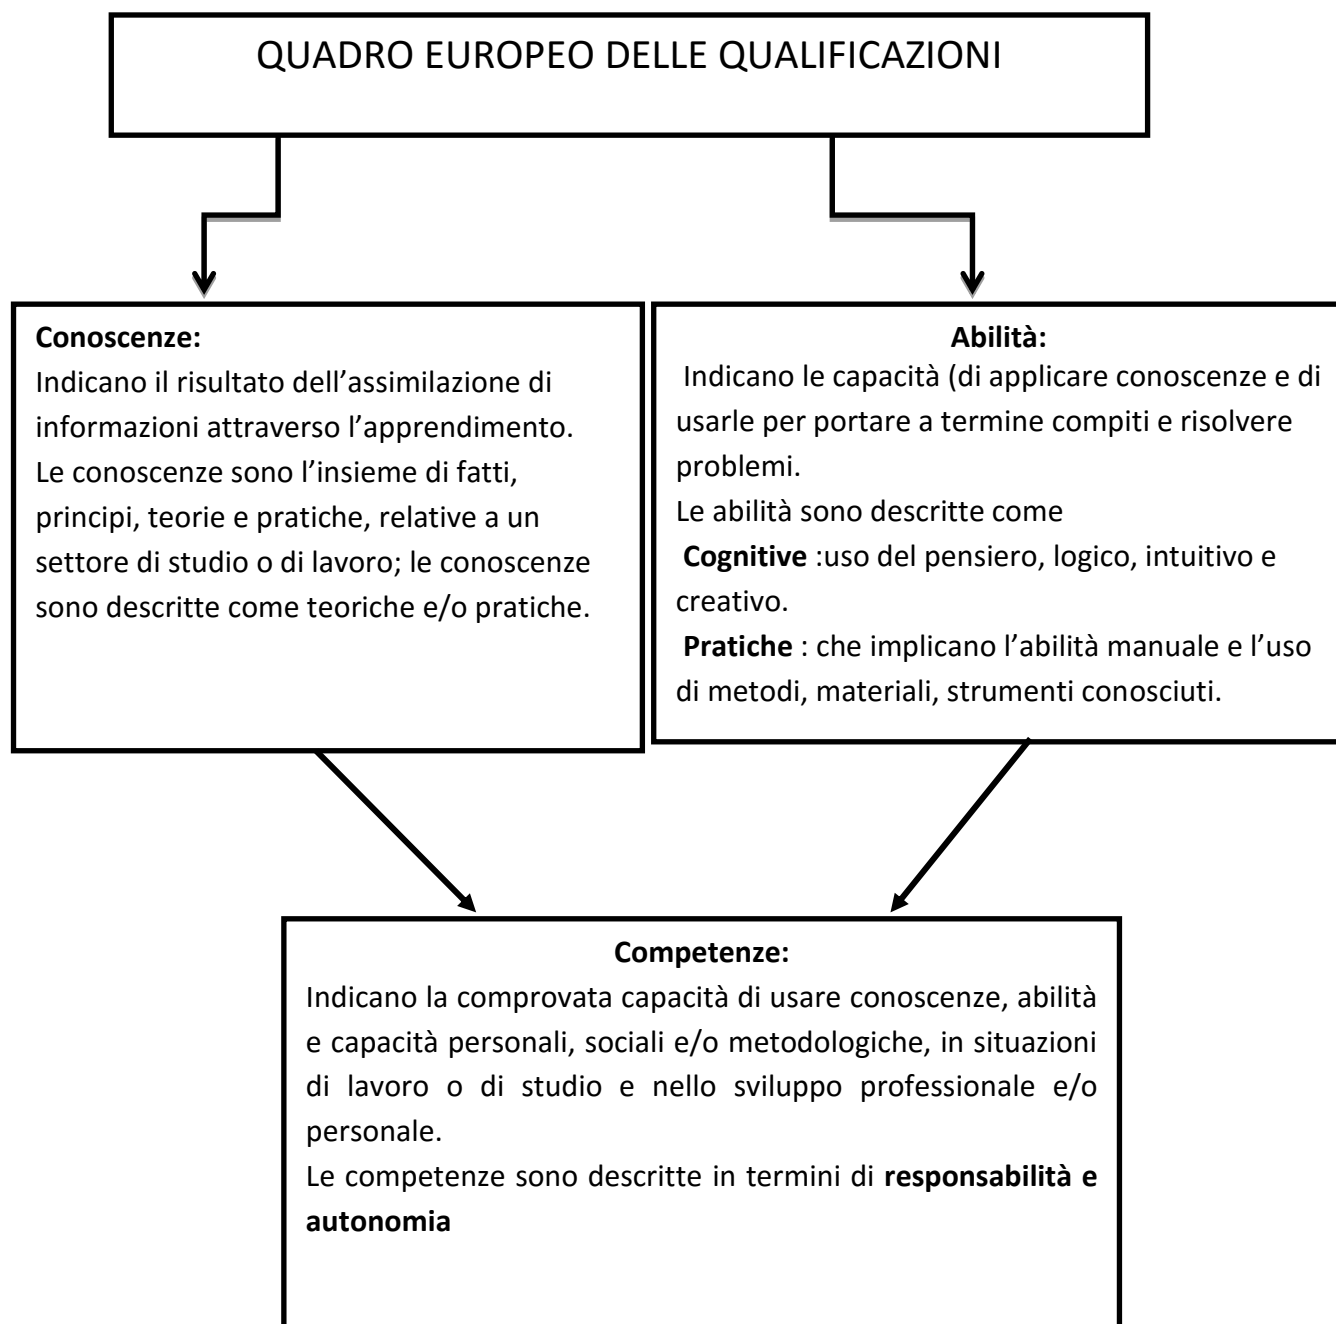 QUADRO EUROPEO DELLE QUALIFICAZIONI
Conoscenze:
Indicano il risultato dell’assimilazione di
informazioni attraverso l’apprendimento.
Le conoscenze sono l’insieme di fatti,
principi, teorie e pratiche, relative a un
settore di studio o di lavoro; le conoscenze
sono descritte come teoriche e/o pratiche.
Abilità:
Indicano le capacità (di applicare conoscenze e di
usarle per portare a termine compiti e risolvere
problemi.
Le abilità sono descritte come
Cognitive :uso del pensiero, logico, intuitivo e
creativo.
Pratiche : che implicano l’abilità manuale e l’uso
di metodi, materiali, strumenti conosciuti.
Competenze:
Indicano la comprovata capacità di usare conoscenze, abilità
e capacità personali, sociali e/o metodologiche, in situazioni
di lavoro o di studio e nello sviluppo professionale e/o
personale.
Le competenze sono descritte in termini di responsabilità e
autonomia